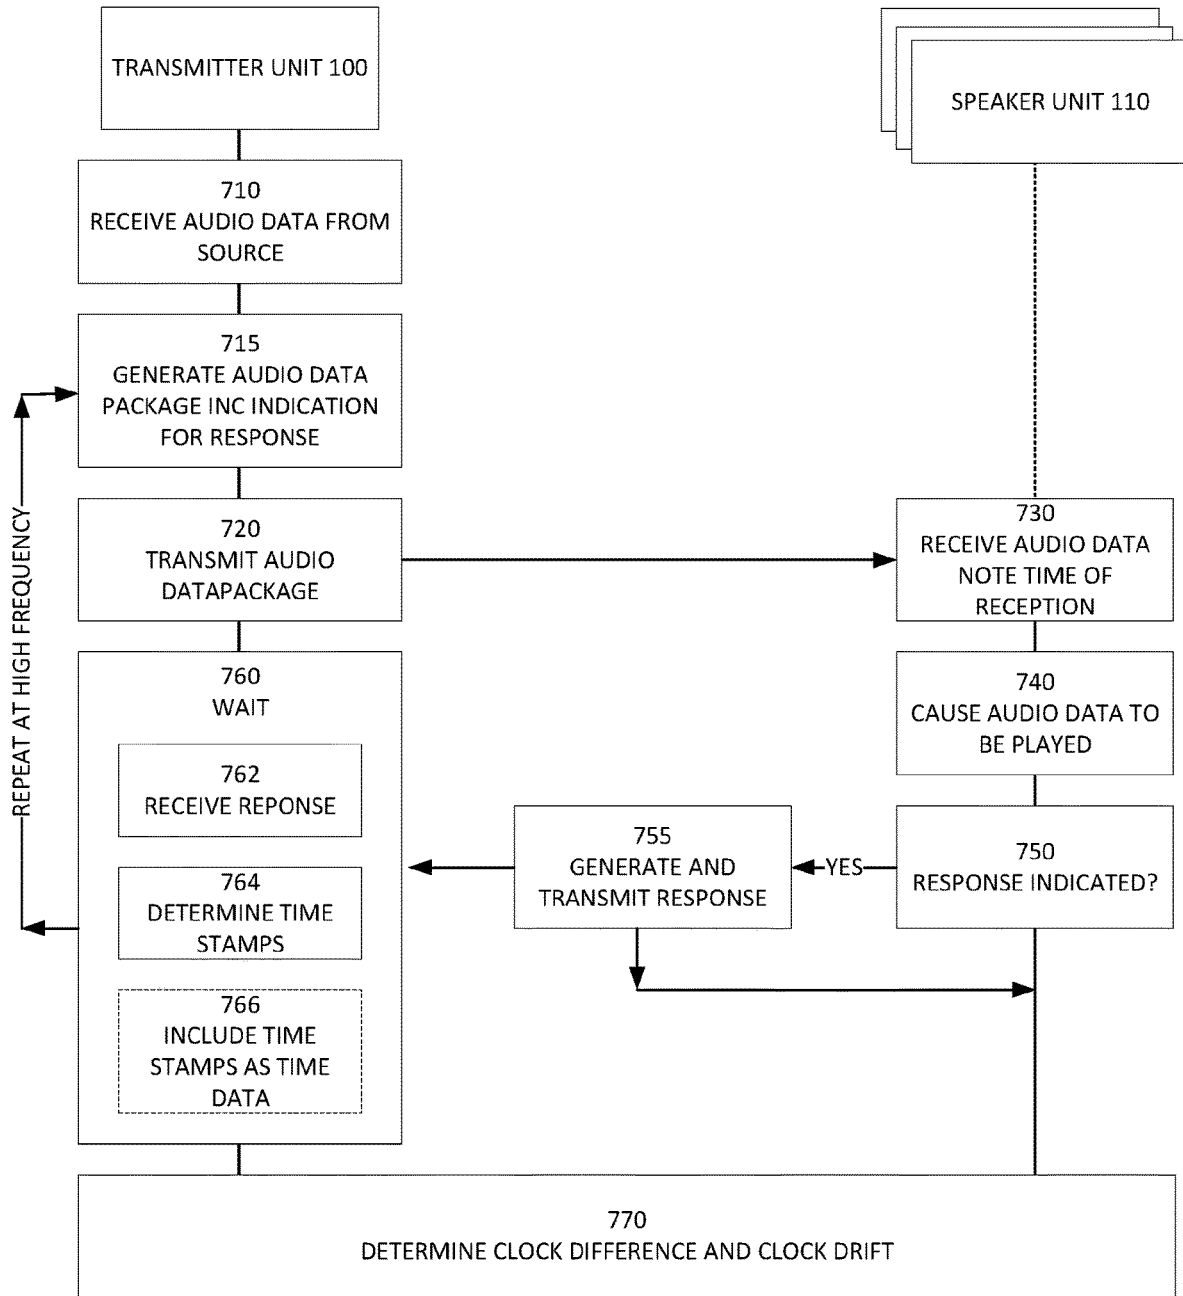 TRANSMITTER UNIT 100
SPEAKER UNIT 110
710
RECEIVE AUDIO DATA FROM
SOURCE
715
GENERATE AUDIO DATA
PACKAGE INC INDICATION
FOR RESPONSE
REPEAT AT HIGH FREQUENCY
720
TRANSMIT AUDIO
DATAPACKAGE
730
RECEIVE AUDIO DATA
NOTE TIME OF
RECEPTION
740
CAUSE AUDIO DATA TO
BE PLAYED
750
RESPONSE INDICATED?
YES
755
GENERATE AND
TRANSMIT RESPONSE
760
WAIT
762
RECEIVE REPONSE
764
DETERMINE TIME
STAMPS
766
INCLUDE TIME
STAMPS AS TIME
DATA
770
DETERMINE CLOCK DIFFERENCE AND CLOCK DRIFT